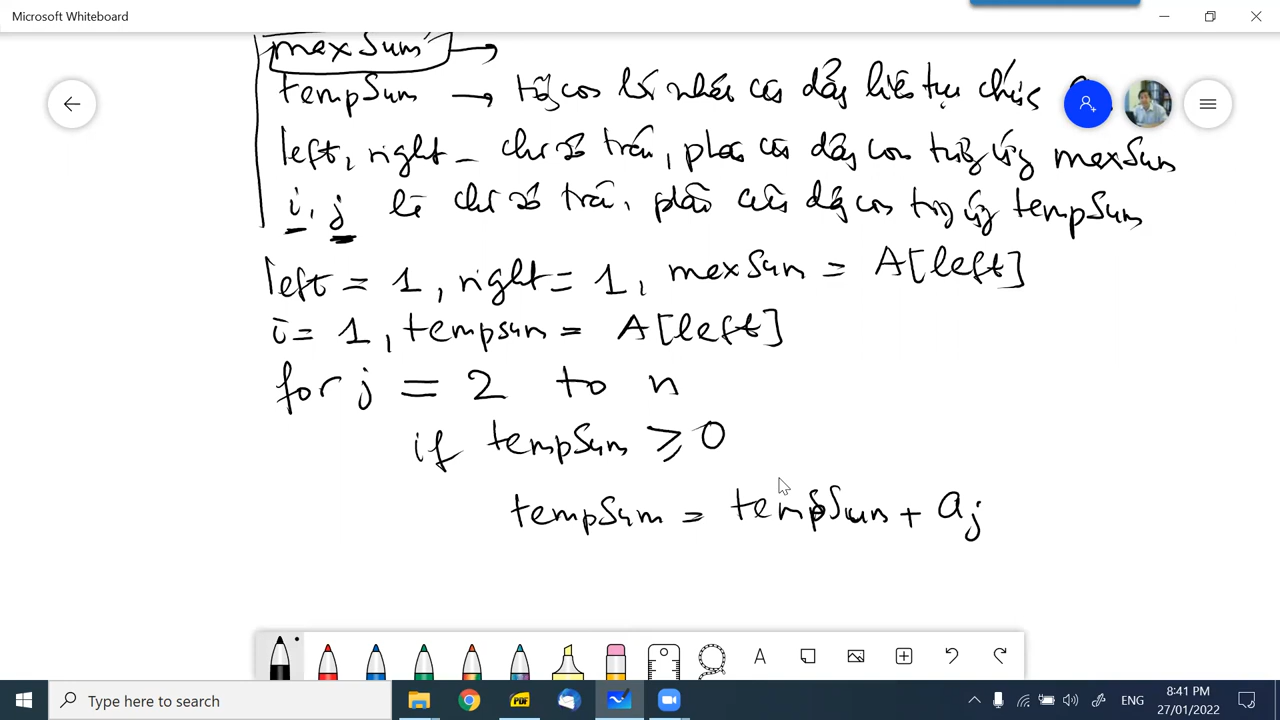 Microsoft Whiteboard
maxSum →
tempSum → tổng con lớn nhất của dãy liên tục chứa
left, right - chỉ số trái, phải của dãy con tương ứng maxSum
i, j là chỉ số trái, phải của dãy con tương ứng tempSum
left = 1, right = 1, maxSum = A[left]
i = 1, tempsum = A[left]
for j = 2 to n
if tempSum ≥ 0
tempSum = tempSum + aj
Type here to search
PDF
ENG
8:41 PM
27/01/2022